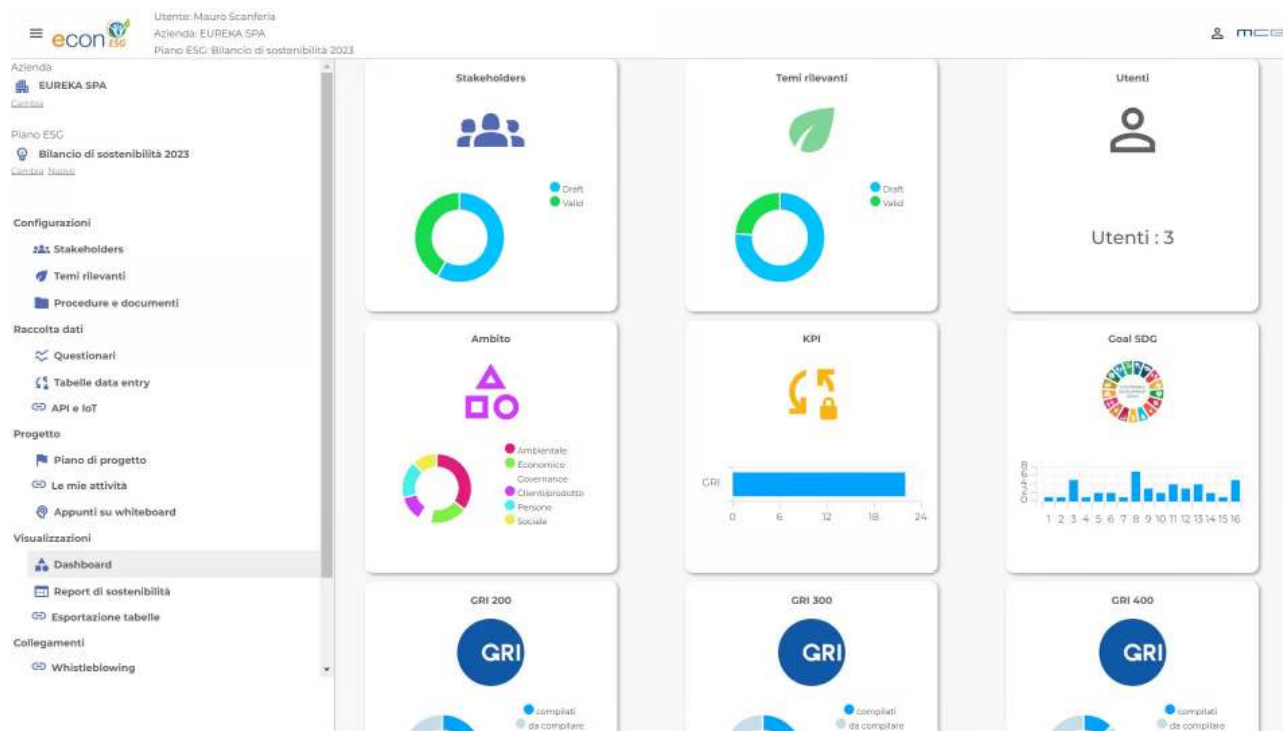 econ ESG
Utente: Mauro Scanferla
Azienda: EUREKA SPA
Piano ESG: Bilancio di sostenibilità 2023
Azienda
EUREKA SPA
Cambia
Piano ESG
Bilancio di sostenibilità 2023
Cambia Nuovo
Configurazioni
Stakeholders
Temi rilevanti
Procedure e documenti
Raccolta dati
Questionari
Tabelle data entry
API e IoT
Progetto
Piano di progetto
Le mie attività
Appunti su whiteboard
Visualizzazioni
Dashboard
Report di sostenibilità
Esportazione tabelle
Collegamenti
Whistleblowing
Stakeholders
Draft
Valid
Temi rilevanti
Draft
Valid
Utenti
Utenti : 3
Ambito
Ambientale
Economico
Governance
Clienti/prodotto
Persone
Sociale
KPI
GRI
0 6 12 18 24
Goal SDG
8
6
4
2
0
1 2 3 4 5 6 7 8 9 10 11 12 13 14 15 16
GRI 200
GRI
compilati
da compilare
GRI 300
GRI
compilati
da compilare
GRI 400
GRI
compilati
da compilare